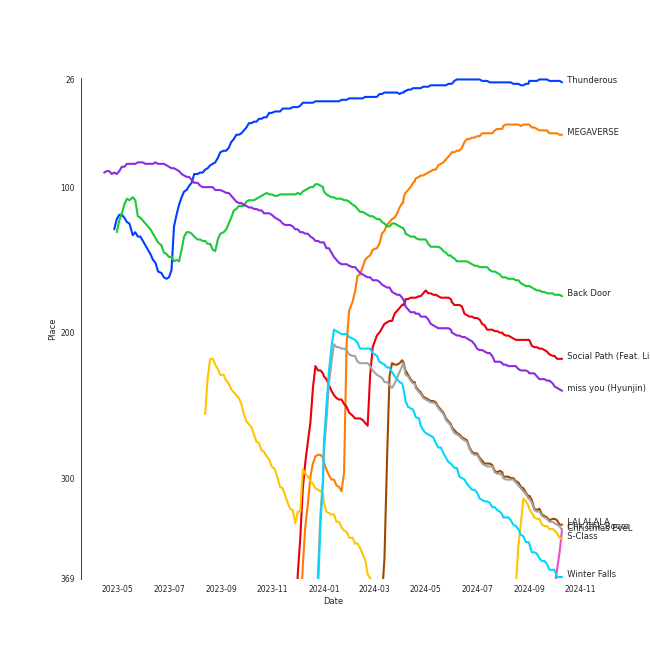 26
100
200
300
369
Place
2023-05
2023-07
2023-09
2023-11
2024-01
2024-03
2024-05
2024-07
2024-09
2024-11
Date
Thunderous
MEGAVERSE
Back Door
Social Path (Feat. Li
miss you (Hyunjin)
LALALALA
Christmas EveL
S-Class
Winter Falls